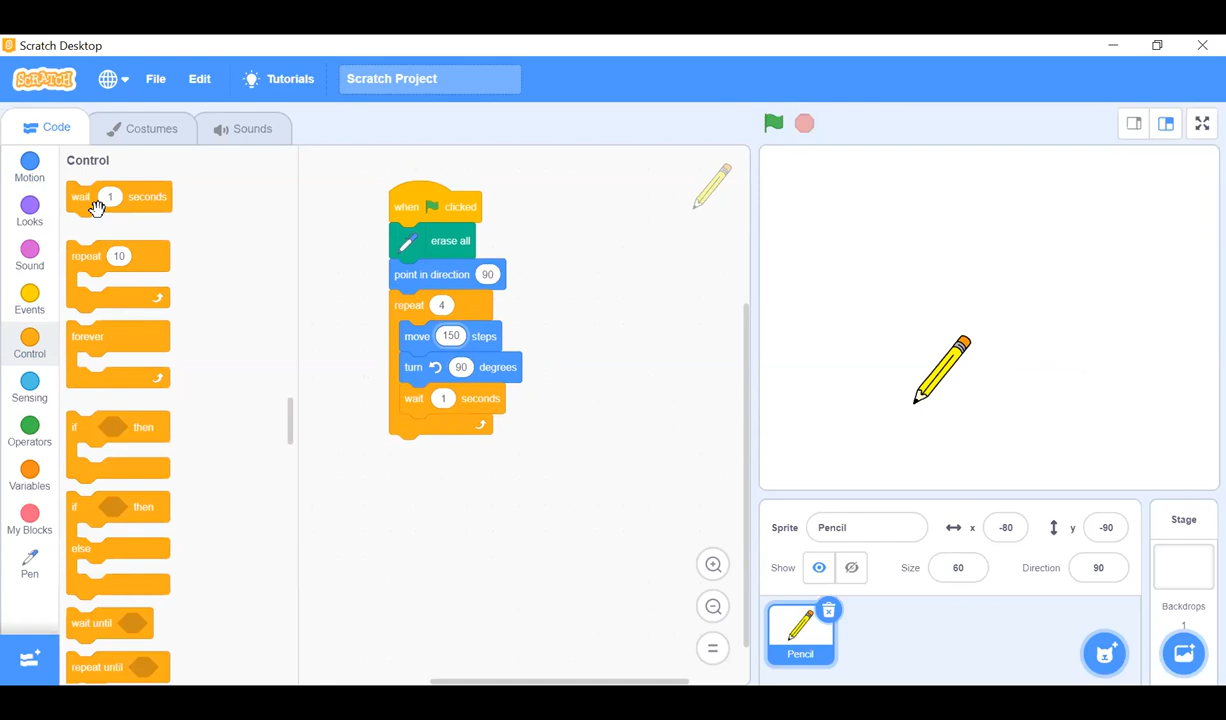 Scratch Desktop
SCRATCH File Edit Tutorials Scratch Project
Code Costumes Sounds
Motion
Looks
Sound
Events
Control
Sensing
Operators
Variables
My Blocks
Pen
Control
wait 1 seconds
repeat 10
forever
if then
if then
else
wait until
repeat until
when clicked
erase all
point in direction 90
repeat 4
move 150 steps
turn 90 degrees
wait 1 seconds
Sprite Pencil x -80 y -90
Show Size 60 Direction 90
Pencil
Stage
Backdrops
1